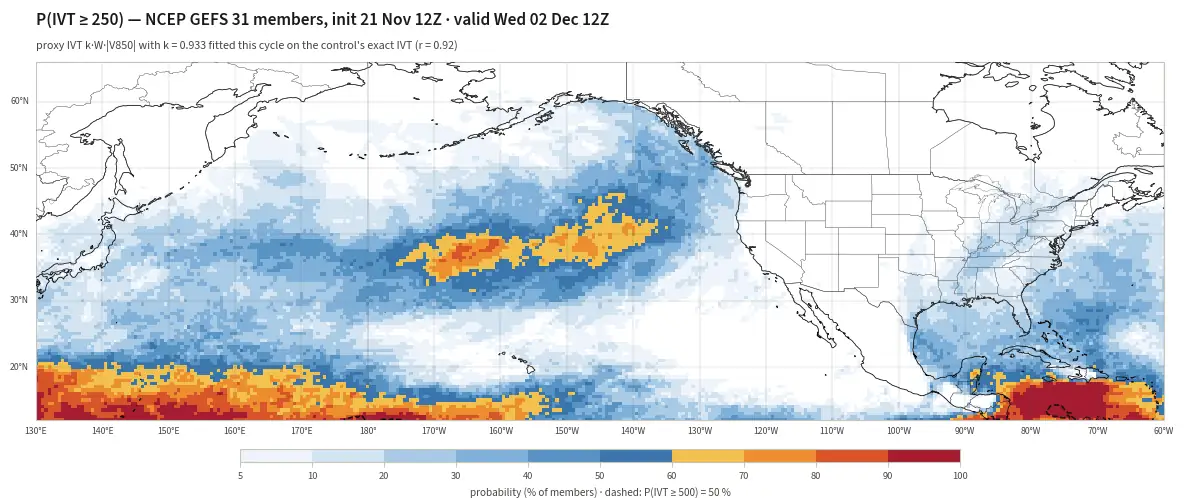 P(IVT ≥ 250) — NCEP GEFS 31 members, init 21 Nov 12Z · valid Wed 02 Dec 12Z
proxy IVT k·W·|V850| with k = 0.933 fitted this cycle on the control's exact IVT (r = 0.92)
60°N
50°N
40°N
30°N
20°N
130°E 140°E 150°E 160°E 170°E 180° 170°W 160°W 150°W 140°W 130°W 120°W 110°W 100°W 90°W 80°W 70°W 60°W
5 10 20 30 40 50 60 70 80 90 100
probability (% of members) · dashed: P(IVT ≥ 500) = 50 %